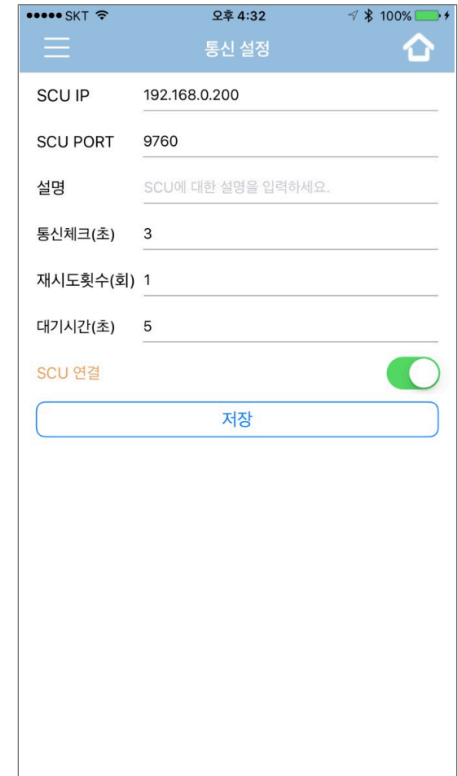 SKT 오후 4:32 100%
통신 설정
SCU IP 192.168.0.200
SCU PORT 9760
설명 SCU에 대한 설명을 입력하세요.
통신체크(초) 3
재시도횟수(회) 1
대기시간(초) 5
SCU 연결
저장